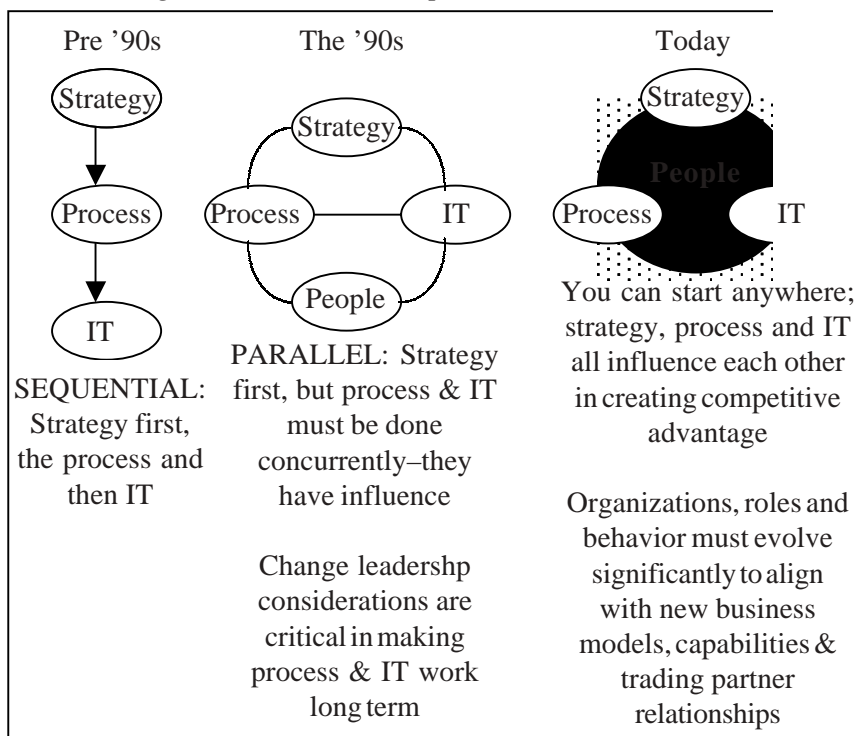 Pre ’90s
Strategy
Process
IT
SEQUENTIAL:
Strategy first,
the process and
then IT
The ’90s
Strategy
Process
IT
People
PARALLEL: Strategy
first, but process & IT
must be done
concurrently–they
have influence
Change leadershp
considerations are
critical in making
process & IT work
long term
Today
Strategy
People
Process
IT
You can start anywhere;
strategy, process and IT
all influence each other
in creating competitive
advantage
Organizations, roles and
behavior must evolve
significantly to align
with new business
models, capabilities &
trading partner
relationships